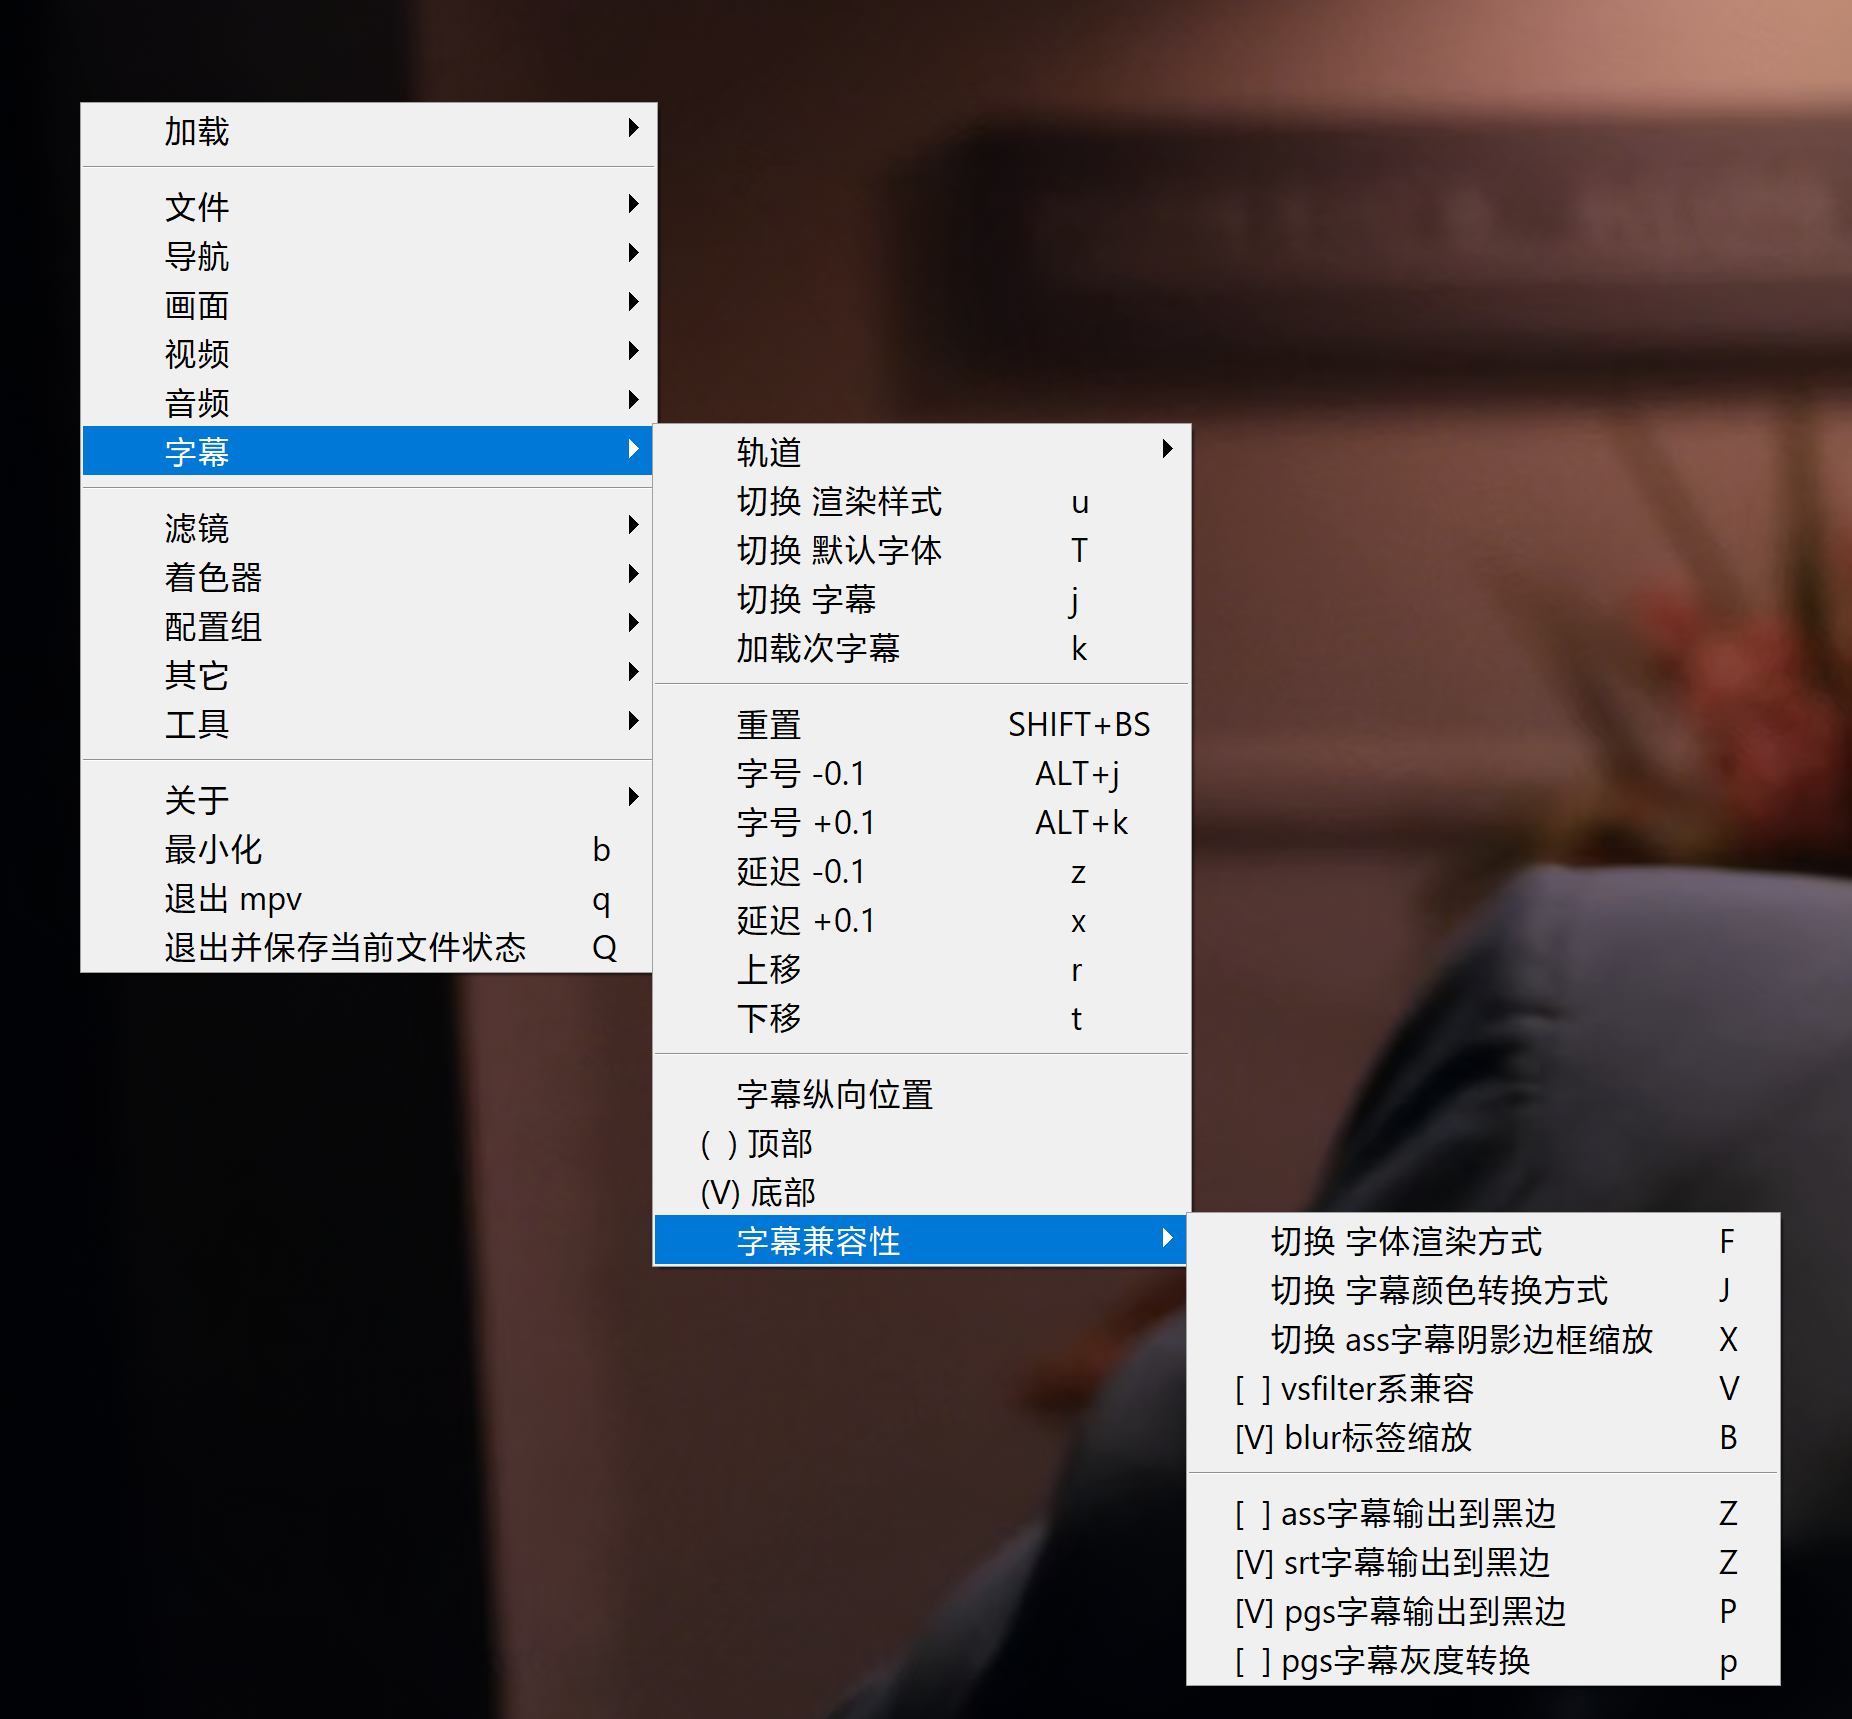 加载
文件
导航
画面
视频
音频
字幕
滤镜
着色器
配置组
其它
工具
关于
最小化 b
退出 mpv q
退出并保存当前文件状态 Q
轨道
切换 渲染样式 u
切换 默认字体 T
切换 字幕 j
加载次字幕 k
重置 SHIFT+BS
字号 -0.1 ALT+j
字号 +0.1 ALT+k
延迟 -0.1 z
延迟 +0.1 x
上移 r
下移 t
字幕纵向位置
( ) 顶部
(V) 底部
字幕兼容性
切换 字体渲染方式 F
切换 字幕颜色转换方式 J
切换 ass字幕阴影边框缩放 X
[ ] vsfilter系兼容 V
[V] blur标签缩放 B
[ ] ass字幕输出到黑边 Z
[V] srt字幕输出到黑边 Z
[V] pgs字幕输出到黑边 P
[ ] pgs字幕灰度转换 p